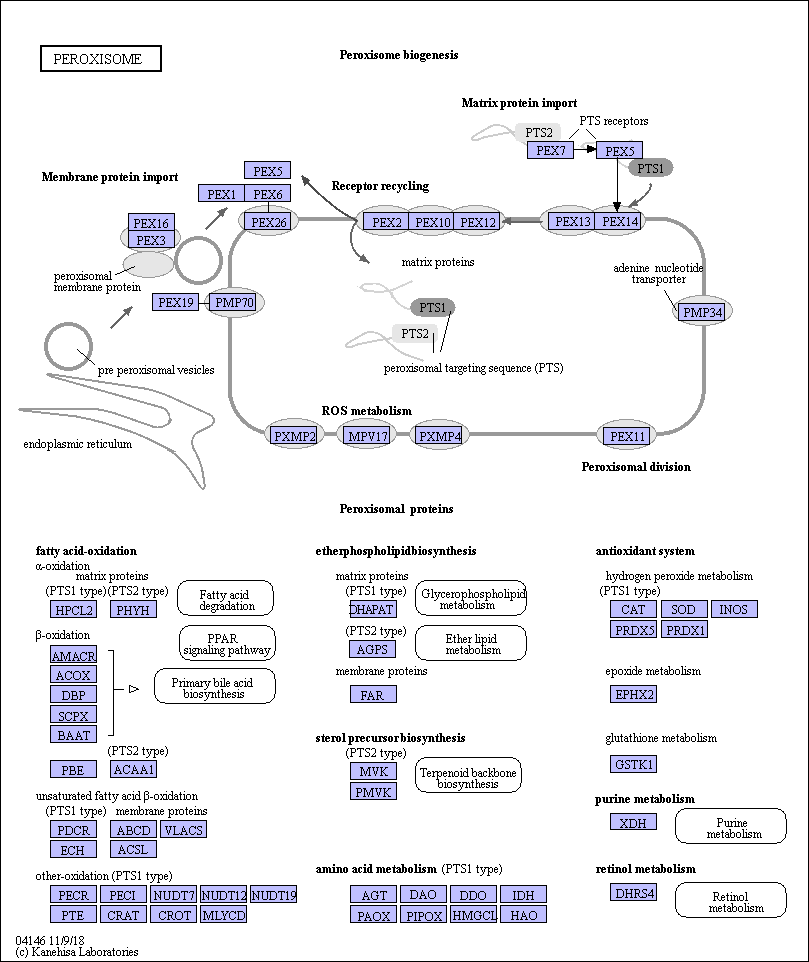 PEROXISOME
Peroxisome biogenesis
Matrix protein import
PTS receptors
PTS2
PEX7
PEX5
PTS1
Membrane protein import
PEX5
PEX1
PEX6
Receptor recycling
PEX16
PEX3
PEX26
PEX2
PEX10
PEX12
PEX13
PEX14
matrix proteins
adenine nucleotide
transporter
peroxisomal
membrane protein
PEX19
PMP70
PTS1
PMP34
PTS2
pre peroxisomal vesicles
peroxisomal targeting sequence (PTS)
ROS metabolism
endoplasmic reticulum
PXMP2
MPV17
PXMP4
PEX11
Peroxisomal division
Peroxisomal proteins
fatty acid-oxidation
α-oxidation
matrix proteins
(PTS1 type)
(PTS2 type)
HPCL2
PHYH
Fatty acid
degradation
β-oxidation
PPAR
signaling pathway
AMACR
ACOX
DBP
SCPX
BAAT
Primary bile acid
biosynthesis
(PTS2 type)
PBE
ACAA1
unsaturated fatty acid β-oxidation
(PTS1 type)
membrane proteins
PDCR
ABCD
VLACS
ECH
ACSL
other-oxidation (PTS1 type)
PECR
PECI
NUDT7
NUDT12
NUDT19
PTE
CRAT
CROT
MLYCD
etherphospholipidbiosynthesis
matrix proteins
(PTS1 type)
DHAPAT
Glycerophospholipid
metabolism
(PTS2 type)
AGPS
Ether lipid
metabolism
membrane proteins
FAR
sterol precursor biosynthesis
(PTS2 type)
MVK
PMVK
Terpenoid backbone
biosynthesis
amino acid metabolism (PTS1 type)
AGT
DAO
DDO
IDH
PAOX
PIPOX
HMGCL
HAO
antioxidant system
hydrogen peroxide metabolism
(PTS1 type)
CAT
SOD
INOS
PRDX5
PRDX1
epoxide metabolism
EPHX2
glutathione metabolism
GSTK1
purine metabolism
XDH
Purine
metabolism
retinol metabolism
DHRS4
Retinol
metabolism
04146 11/9/18
(c) Kanehisa Laboratories